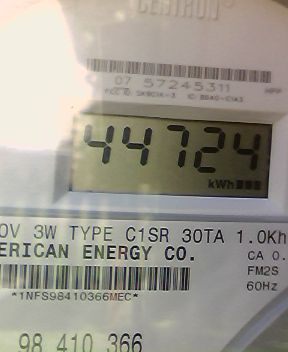 CENTRON®
07 57245311
44724
kWh
0V 3W TYPE C1SR 30TA 1.0Kh
ERICAN ENERGY CO.
CA 0.
FM2S
*1NFS98410366MEC*
60Hz
98 410 366